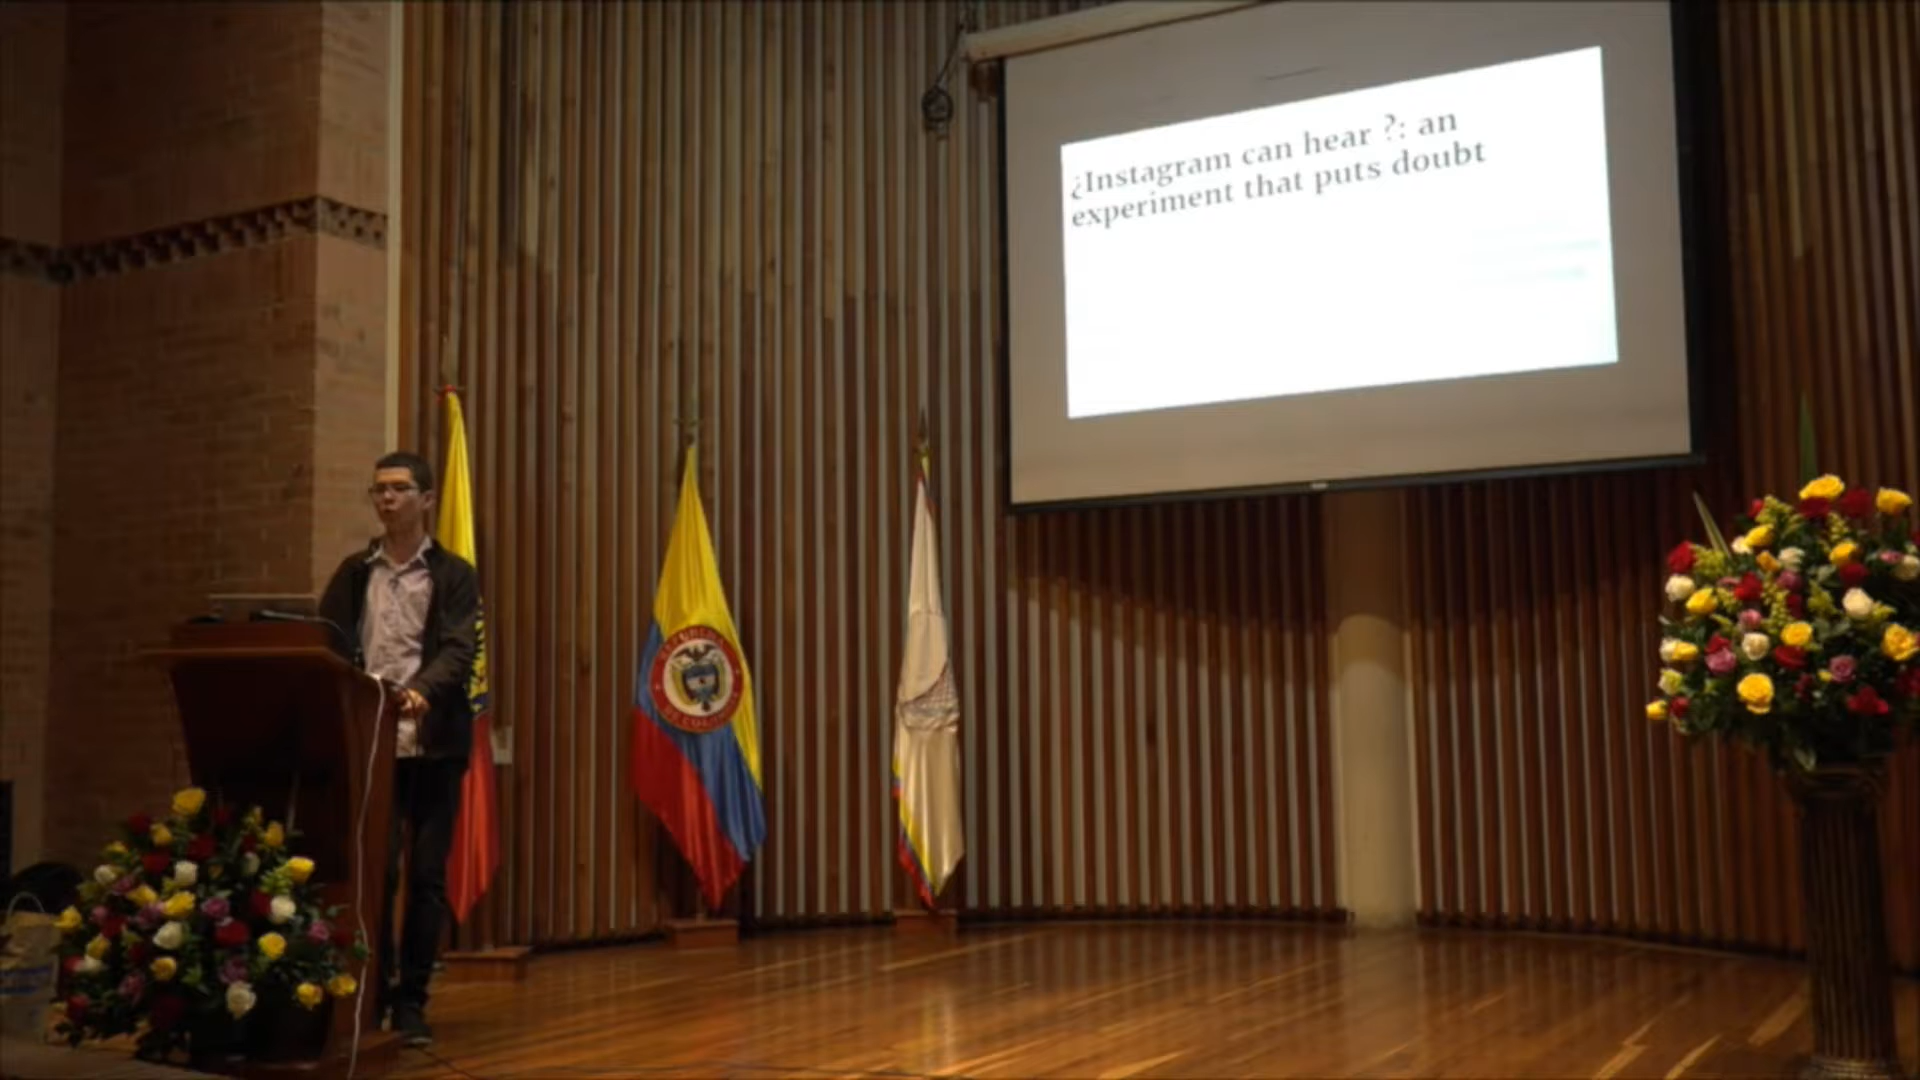 ¿Instagram can hear ?: an
experiment that puts doubt